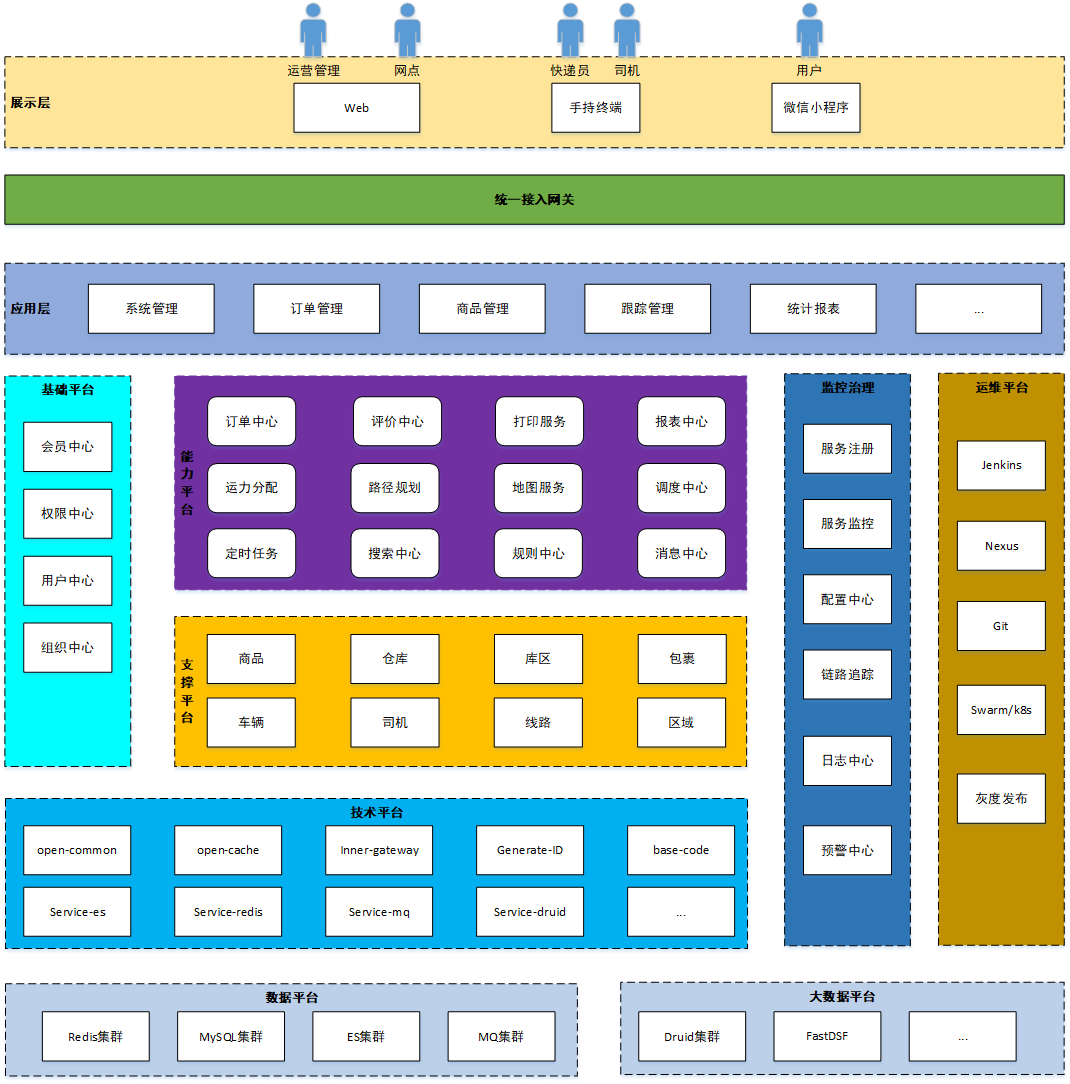 运营管理
网点
快递员
司机
用户
展示层
Web
手持终端
微信小程序
统一接入网关
应用层
系统管理
订单管理
商品管理
跟踪管理
统计报表
...
基础平台
会员中心
权限中心
用户中心
组织中心
能力平台
订单中心
评价中心
打印服务
报表中心
运力分配
路径规划
地图服务
调度中心
定时任务
搜索中心
规则中心
消息中心
支撑平台
商品
仓库
库区
包裹
车辆
司机
线路
区域
监控治理
服务注册
服务监控
配置中心
链路追踪
日志中心
预警中心
运维平台
Jenkins
Nexus
Git
Swarm/k8s
灰度发布
技术平台
open-common
open-cache
Inner-gateway
Generate-ID
base-code
Service-es
Service-redis
Service-mq
Service-druid
...
数据平台
Redis集群
MySQL集群
ES集群
MQ集群
大数据平台
Druid集群
FastDSF
...